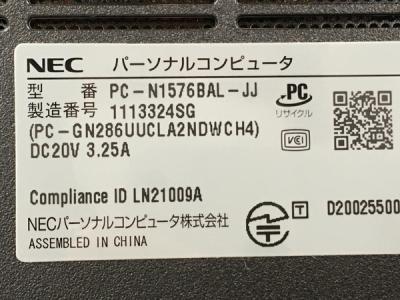 NEC パーソナルコンピュータ
型 番 PC-N1576BAL-JJ
製造番号 1113324SG
(PC-GN286UUCLA2NDWCH4)
DC20V 3.25A
PC
リサイクル
VCCI
Compliance ID LN21009A
NECパーソナルコンピュータ株式会社
ASSEMBLED IN CHINA
T
D20025500